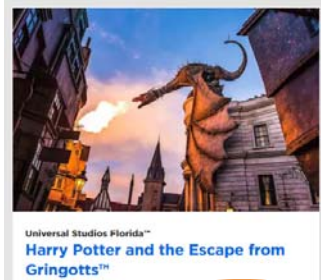 Universal Studios Florida™
Harry Potter and the Escape from
Gringotts™